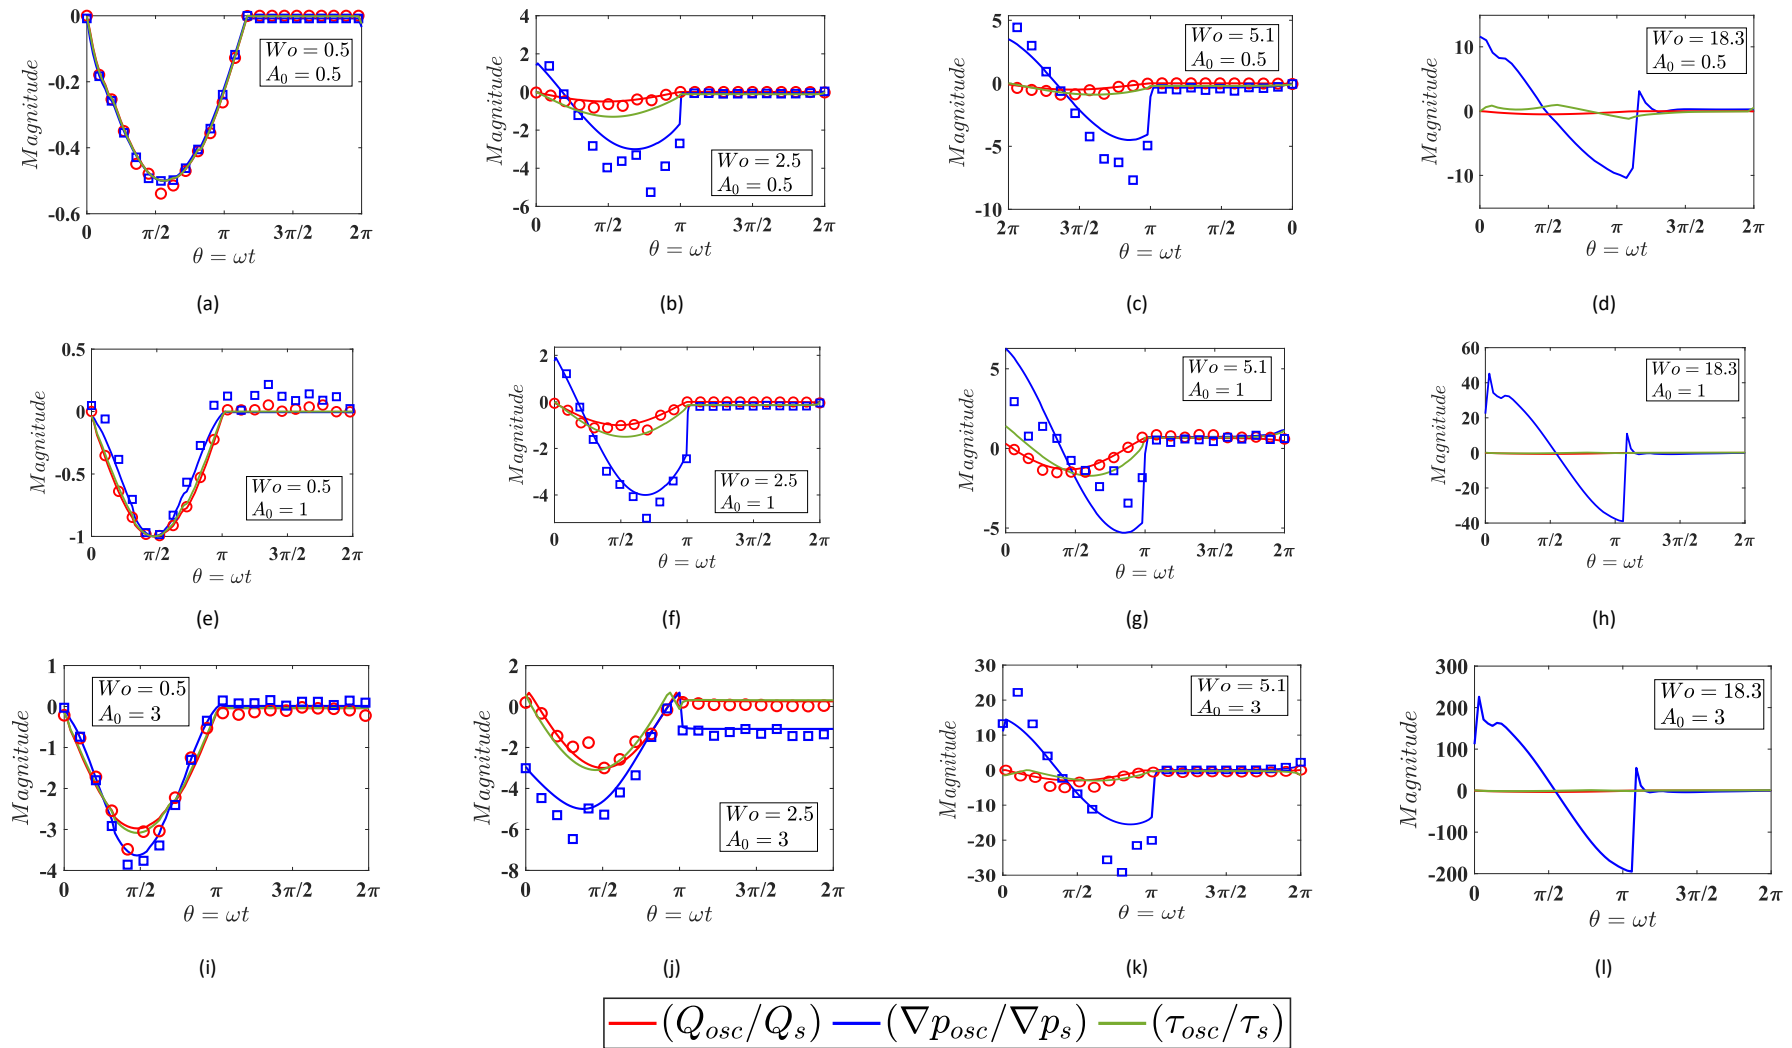 0
-0.2
-0.4
-0.6
Magnitude
Wo = 0.5
A₀ = 0.5
0 π/2 π 3π/2 2π
θ = ωt
(a)
4
2
0
-2
-4
-6
Magnitude
Wo = 2.5
A₀ = 0.5
0 π/2 π 3π/2 2π
θ = ωt
(b)
5
0
-5
-10
Magnitude
Wo = 5.1
A₀ = 0.5
2π 3π/2 π π/2 0
θ = ωt
(c)
10
0
-10
Magnitude
Wo = 18.3
A₀ = 0.5
0 π/2 π 3π/2 2π
θ = ωt
(d)
0.5
0
-0.5
-1
Magnitude
Wo = 0.5
A₀ = 1
0 π/2 π 3π/2 2π
θ = ωt
(e)
2
0
-2
-4
Magnitude
Wo = 2.5
A₀ = 1
0 π/2 π 3π/2 2π
θ = ωt
(f)
5
0
-5
Magnitude
Wo = 5.1
A₀ = 1
0 π/2 π 3π/2 2π
θ = ωt
(g)
60
40
20
0
-20
-40
Magnitude
Wo = 18.3
A₀ = 1
0 π/2 π 3π/2 2π
θ = ωt
(h)
1
0
-1
-2
-3
-4
Magnitude
Wo = 0.5
A₀ = 3
0 π/2 π 3π/2 2π
θ = ωt
(i)
2
0
-2
-4
-6
-8
Magnitude
Wo = 2.5
A₀ = 3
0 π/2 π 3π/2 2π
θ = ωt
(j)
30
20
10
0
-10
-20
-30
Magnitude
Wo = 5.1
A₀ = 3
0 π/2 π 3π/2 2π
θ = ωt
(k)
300
200
100
0
-100
-200
Magnitude
Wo = 18.3
A₀ = 3
0 π/2 π 3π/2 2π
θ = ωt
(l)
(Q_osc/Q_s) (∇p_osc/∇p_s) (τ_osc/τ_s)